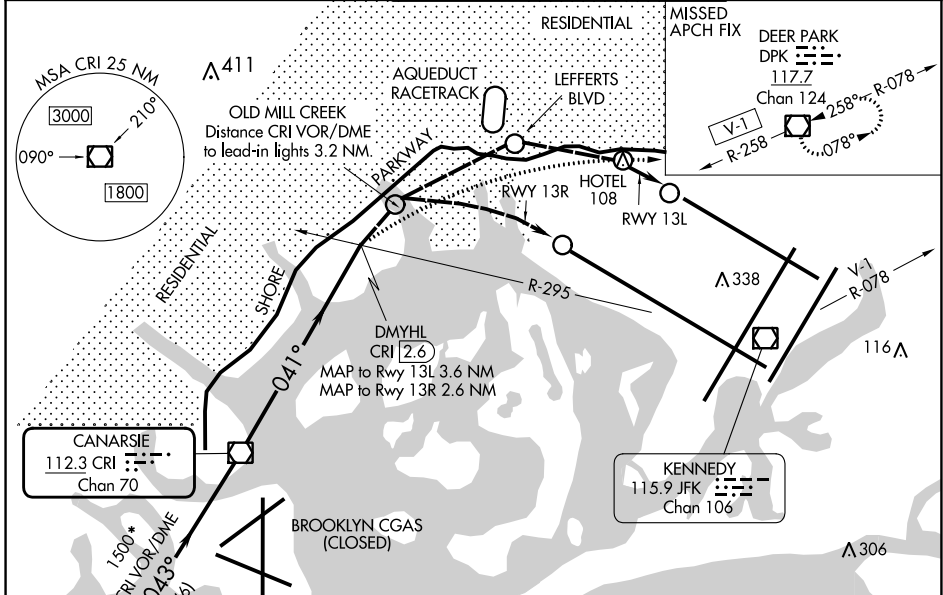 RESIDENTIAL
MISSED
APCH FIX
DEER PARK
DPK
117.7
Chan 124
V-1
R-258
258°
R-078
078°
MSA CRI 25 NM
3000
210°
090°
1800
411
AQUEDUCT
RACETRACK
LEFFERTS
BLVD
OLD MILL CREEK
Distance CRI VOR/DME
to lead-in lights 3.2 NM.
PARKWAY
RWY 13R
HOTEL
108
RWY 13L
RESIDENTIAL
SHORE
R-295
338
V-1
R-078
116
DMYHL
CRI 2.6
MAP to Rwy 13L 3.6 NM
MAP to Rwy 13R 2.6 NM
041°
CANARSIE
112.3 CRI
Chan 70
KENNEDY
115.9 JFK
Chan 106
BROOKLYN CGAS
(CLOSED)
306
1500*
CRI VOR/DME
043°